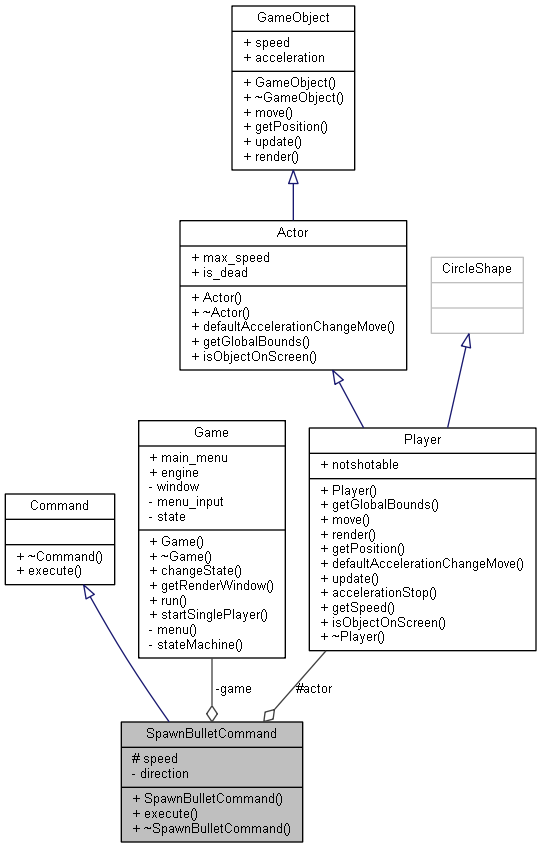 GameObject
+ speed
+ acceleration
+ GameObject()
+ ~GameObject()
+ move()
+ getPosition()
+ update()
+ render()
Actor
+ max_speed
+ is_dead
+ Actor()
+ ~Actor()
+ defaultAccelerationChangeMove()
+ getGlobalBounds()
+ isObjectOnScreen()
CircleShape
Game
+ main_menu
+ engine
- window
- menu_input
- state
+ Game()
+ ~Game()
+ changeState()
+ getRenderWindow()
+ run()
+ startSinglePlayer()
- menu()
- stateMachine()
Player
+ notshotable
+ Player()
+ getGlobalBounds()
+ move()
+ render()
+ getPosition()
+ defaultAccelerationChangeMove()
+ update()
+ accelerationStop()
+ getSpeed()
+ isObjectOnScreen()
+ ~Player()
Command
+ ~Command()
+ execute()
-game
#actor
SpawnBulletCommand
# speed
- direction
+ SpawnBulletCommand()
+ execute()
+ ~SpawnBulletCommand()